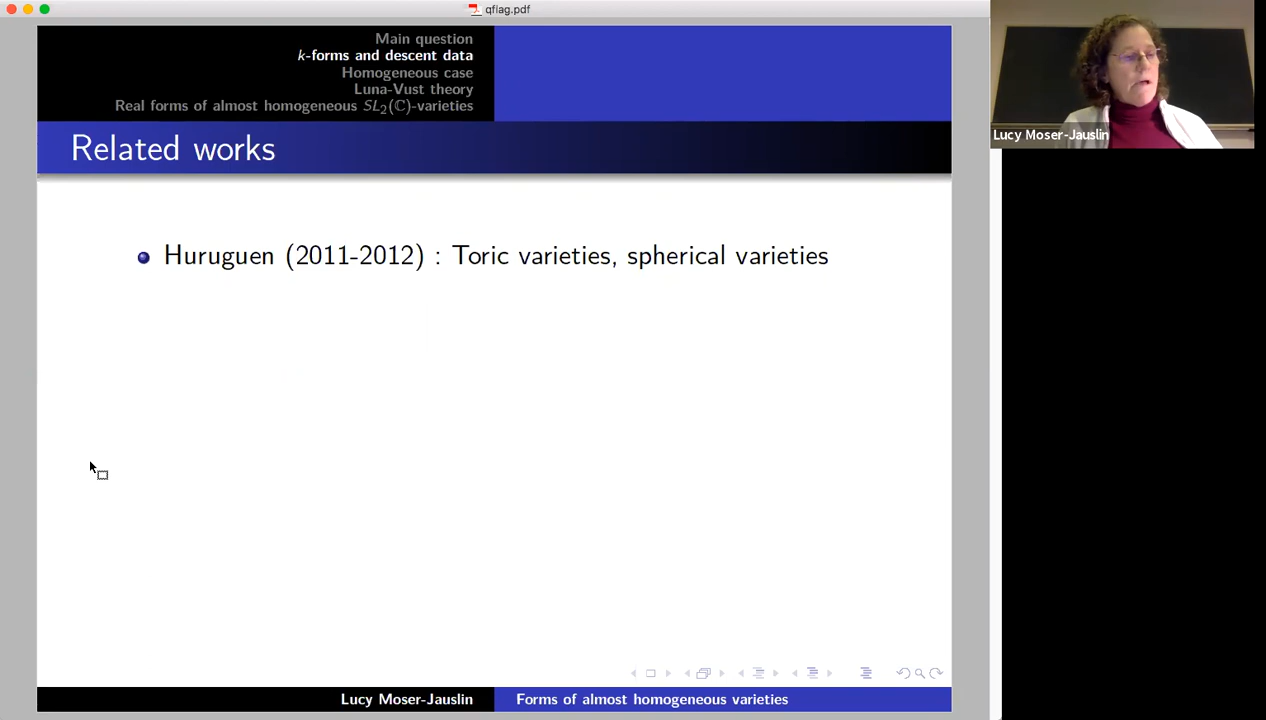 qflag.pdf
Main question
k-forms and descent data
Homogeneous case
Luna-Vust theory
Real forms of almost homogeneous SL₂(ℂ)-varieties
Related works
Huruguen (2011-2012) : Toric varieties, spherical varieties
Lucy Moser-Jauslin
Forms of almost homogeneous varieties
Lucy Moser-Jauslin